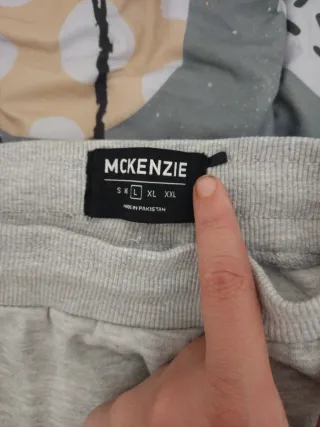 MCKENZIE
S M L XL XXL
MADE IN PAKISTAN